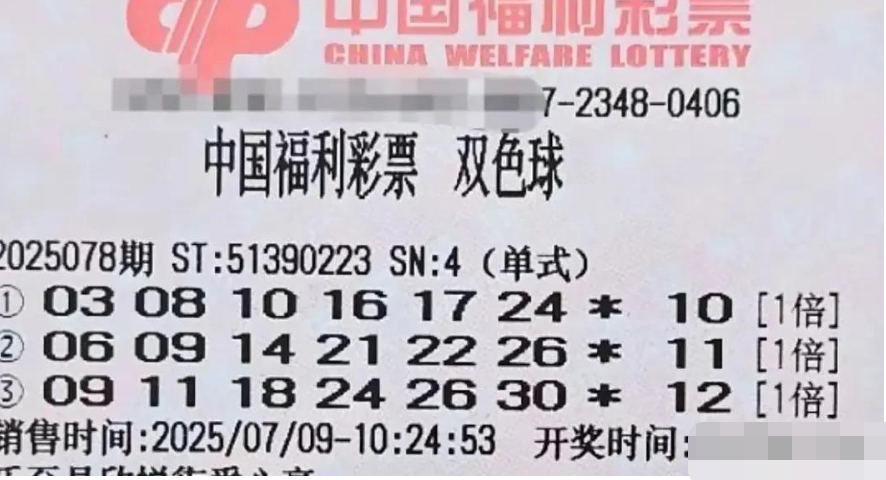 中国福利彩票
CHINA WELFARE LOTTERY
7-2348-0406
中国福利彩票 双色球
2025078期 ST:51390223 SN:4 (单式)
① 03 08 10 16 17 24 * 10 [1倍]
② 06 09 14 21 22 26 * 11 [1倍]
③ 09 11 18 24 26 30 * 12 [1倍]
销售时间:2025/07/09-10:24:53 开奖时间: